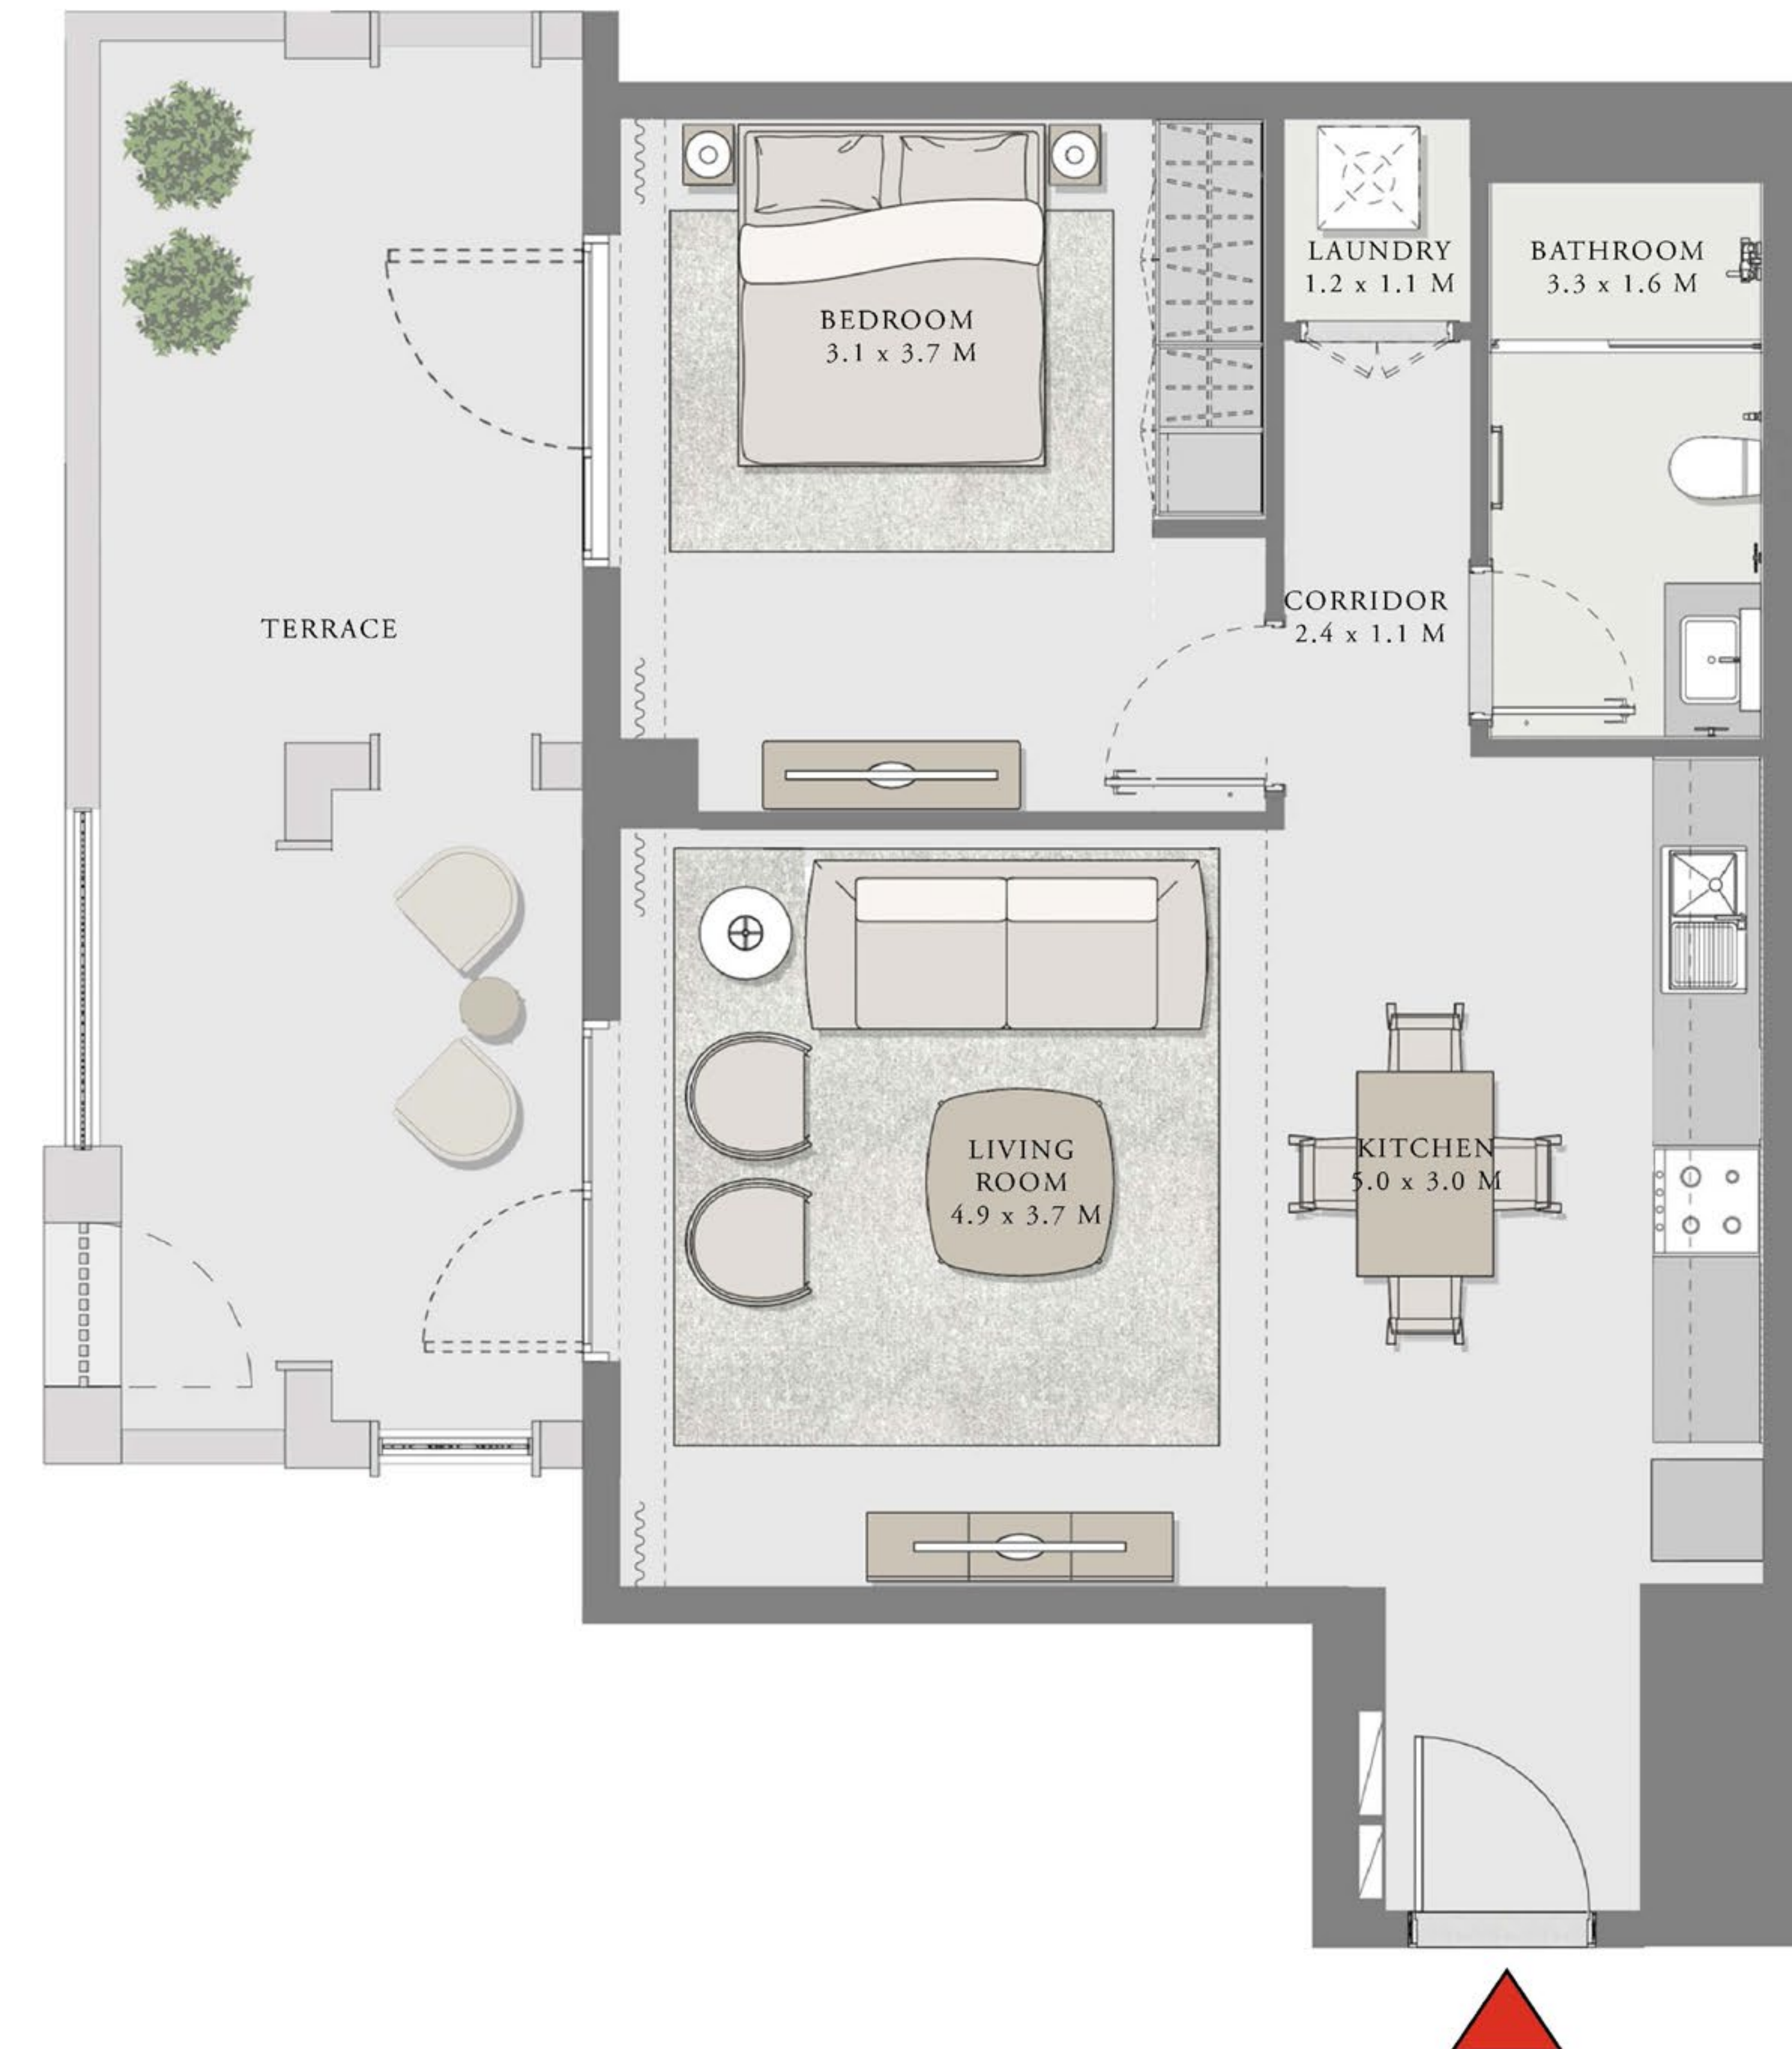 LAUNDRY
1.2 x 1.1 M
BATHROOM
3.3 x 1.6 M
BEDROOM
3.1 x 3.7 M
CORRIDOR
2.4 x 1.1 M
TERRACE
LIVING
ROOM
4.9 x 3.7 M
KITCHEN
5.0 x 3.0 M